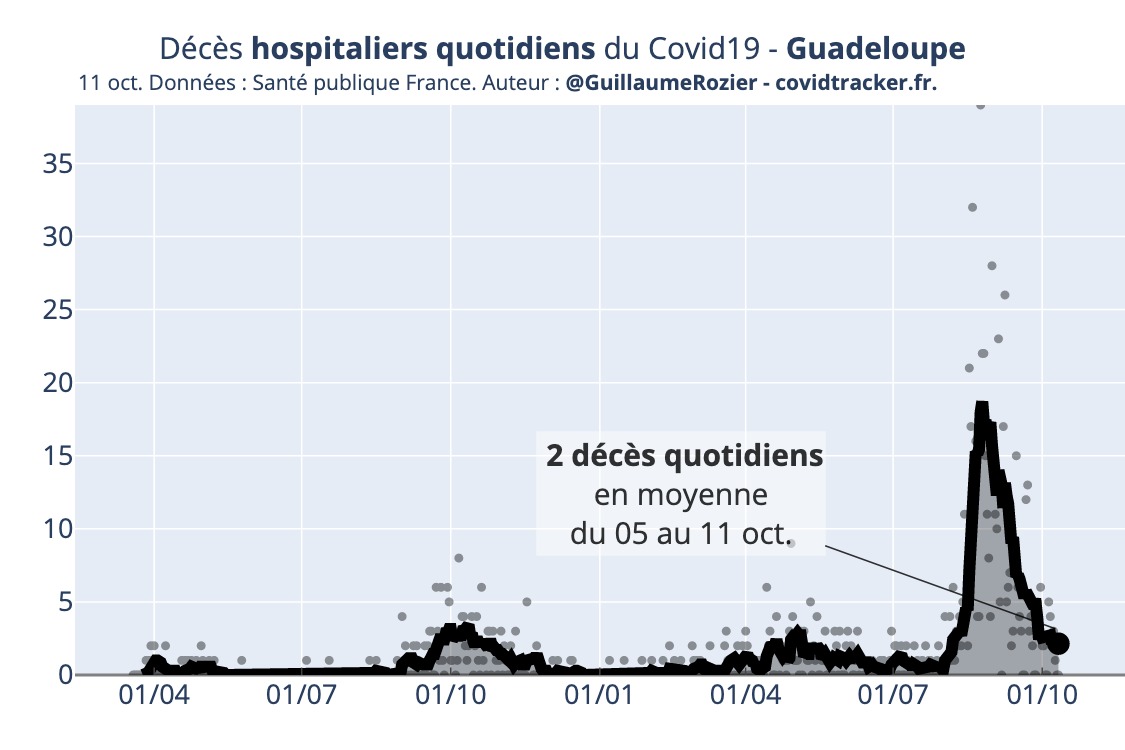 Décès hospitaliers quotidiens du Covid19 - Guadeloupe
11 oct. Données : Santé publique France. Auteur : @GuillaumeRozier - covidtracker.fr.
35
30
25
20
15
10
5
0
2 décès quotidiens
en moyenne
du 05 au 11 oct.
01/04 01/07 01/10 01/01 01/04 01/07 01/10